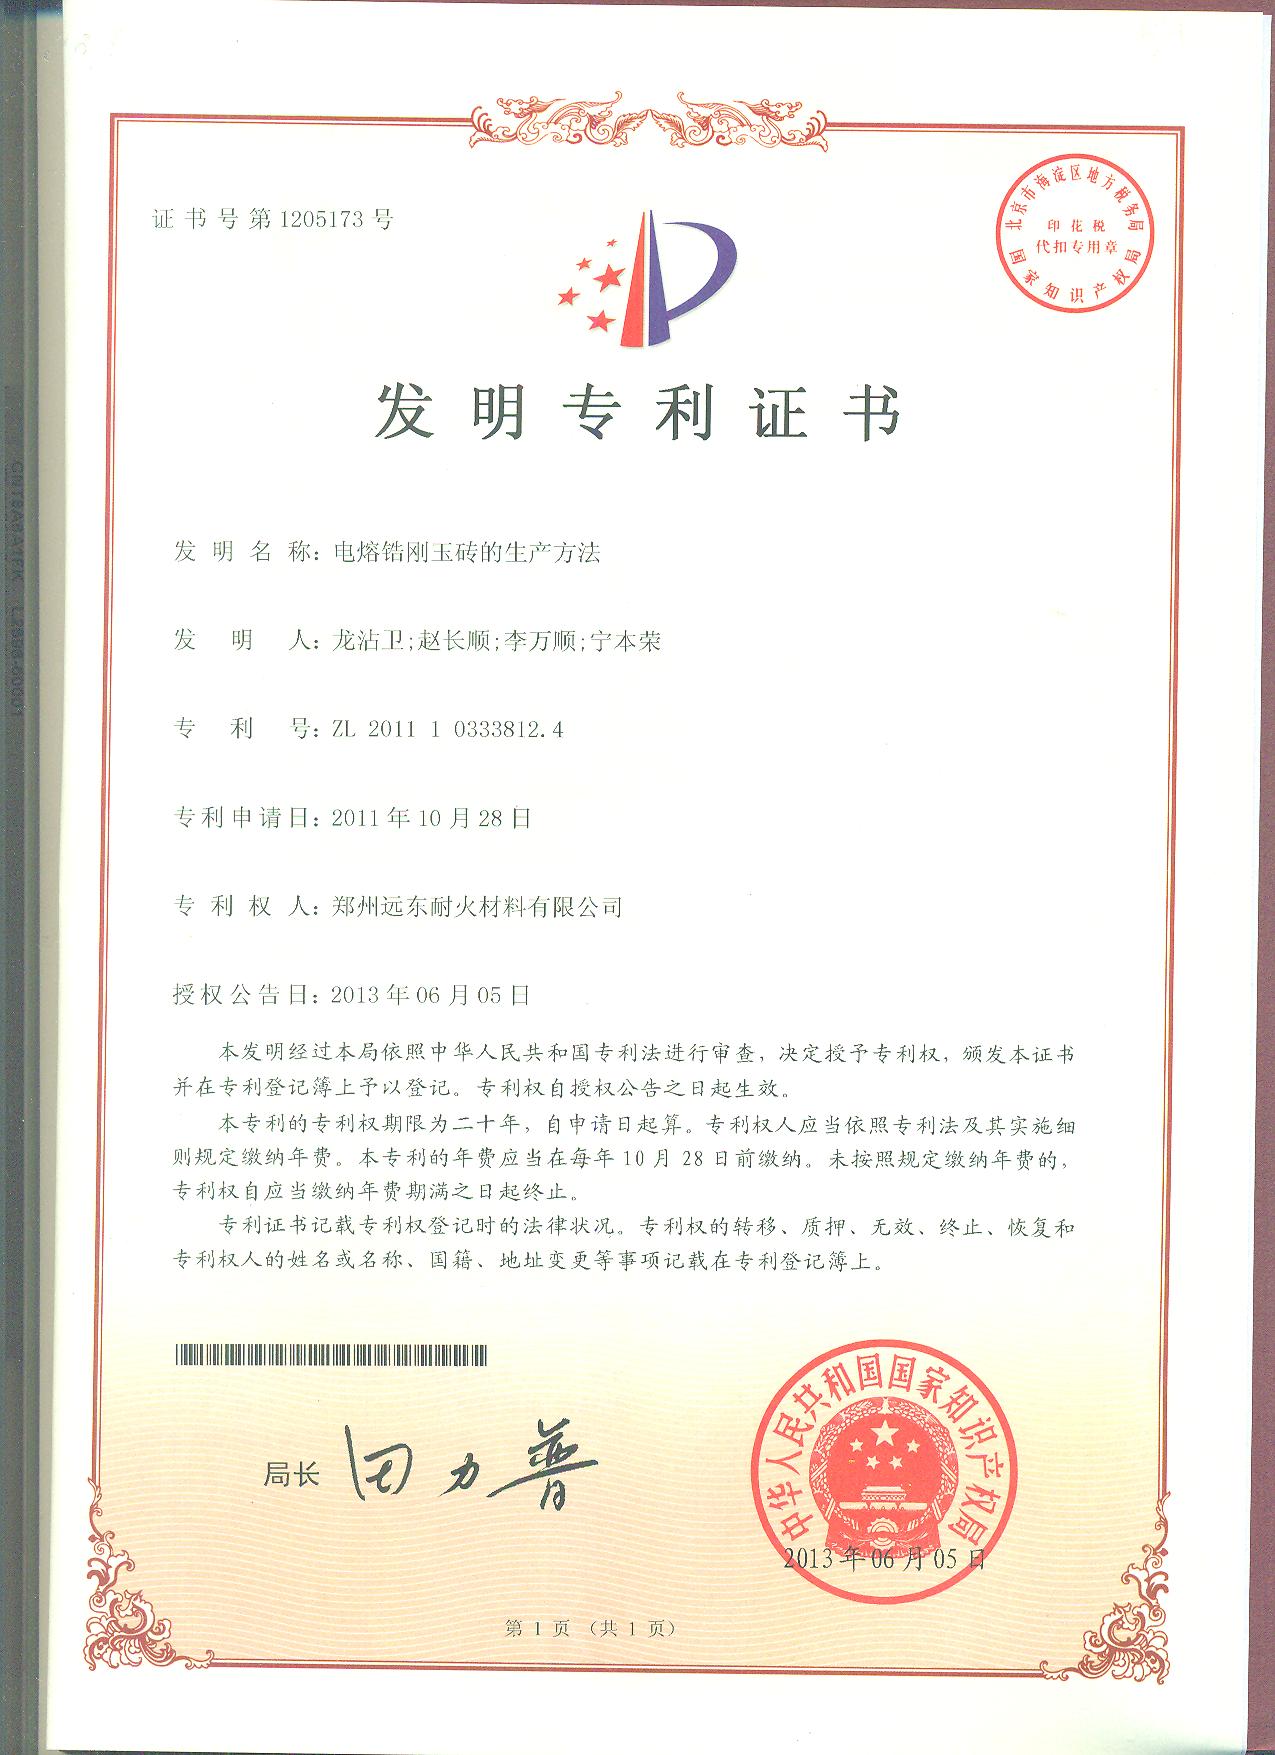 证书号第1205173号
北京市海淀区地方税务局
印花税
代扣专用章
国家知识产权局
发明专利证书
发明名称：电熔锆刚玉砖的生产方法
发明人：龙沾卫;赵长顺;李万顺;宁本荣
专利号：ZL 2011 1 0333812.4
专利申请日：2011年10月28日
专利权人：郑州远东耐火材料有限公司
授权公告日：2013年06月05日
本发明经过本局依照中华人民共和国专利法进行审查，决定授予专利权，颁发本证书
并在专利登记簿上予以登记。专利权自授权公告之日起生效。
本专利的专利权期限为二十年，自申请日起算。专利权人应当依照专利法及其实施细
则规定缴纳年费。本专利的年费应当在每年10月28日前缴纳。未按照规定缴纳年费的，
专利权自应当缴纳年费期满之日起终止。
专利证书记载专利权登记时的法律状况。专利权的转移、质押、无效、终止、恢复和
专利权人的姓名或名称、国籍、地址变更等事项记载在专利登记簿上。
局长 田力普
中华人民共和国国家知识产权局
2013年06月05日
第1页（共1页）